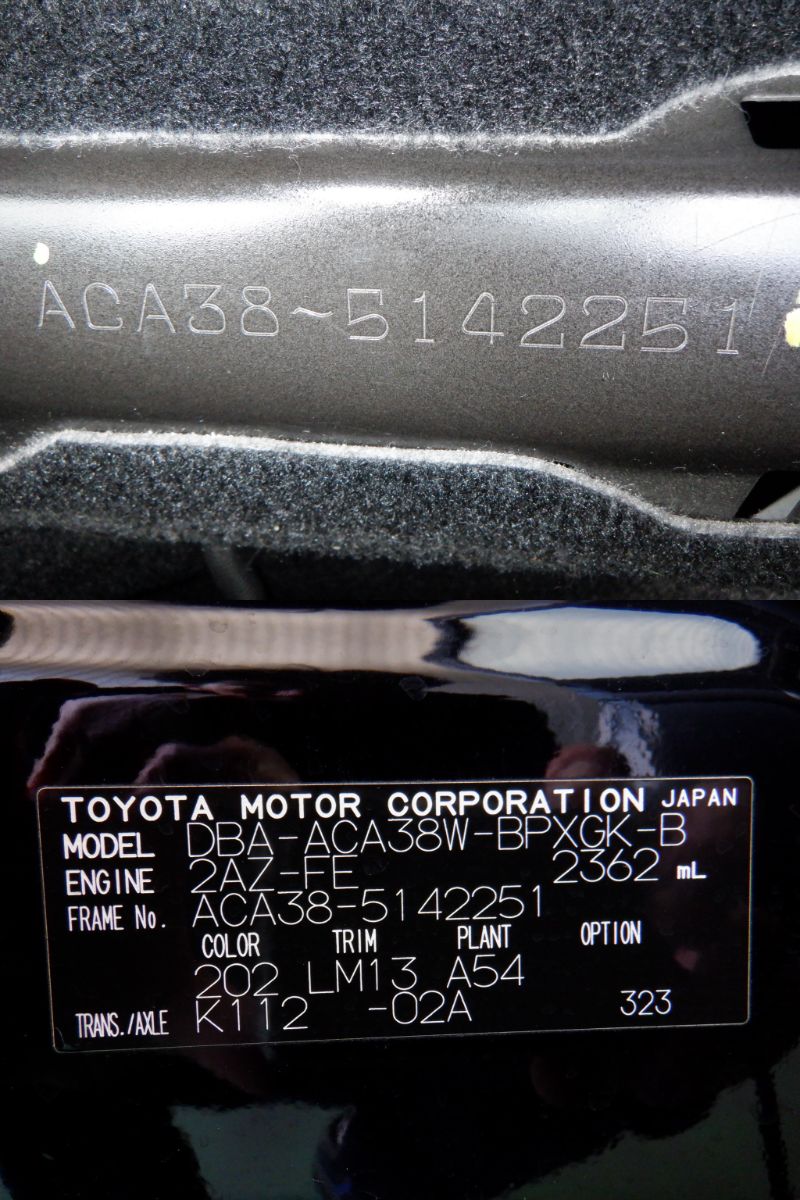 ACA38-5142251
TOYOTA MOTOR CORPORATION JAPAN
MODEL DBA-ACA38W-BPXGK-B
ENGINE 2AZ-FE 2362 mL
FRAME No. ACA38-5142251
COLOR TRIM PLANT OPTION
202 LM13 A54
TRANS./AXLE K112 -02A 323